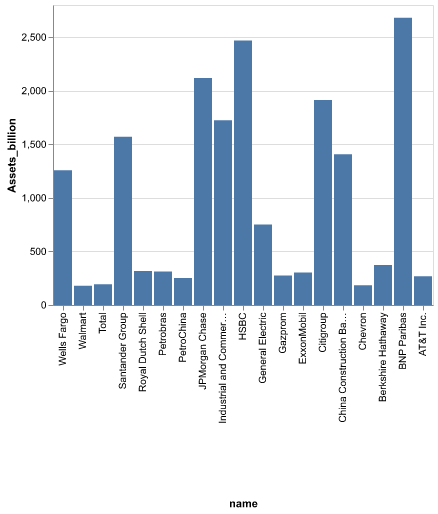 2,500
2,000
1,500
1,000
500
0
Assets_billion
Wells Fargo
Walmart
Total
Santander Group
Royal Dutch Shell
Petrobras
PetroChina
JPMorgan Chase
Industrial and Commer…
HSBC
General Electric
Gazprom
ExxonMobil
Citigroup
China Construction Ba…
Chevron
Berkshire Hathaway
BNP Paribas
AT&T Inc.
name